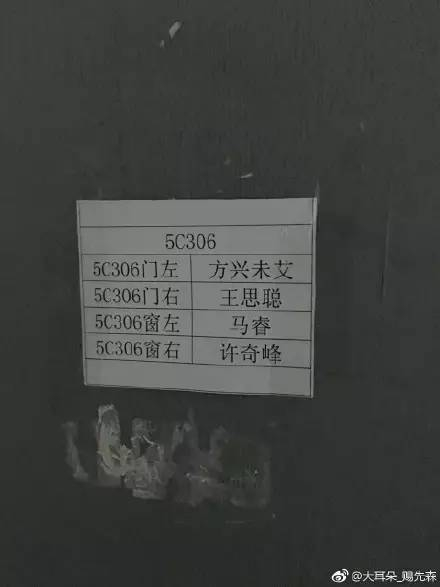 5C306
5C306门左 方兴未艾
5C306门右 王思聪
5C306窗左 马睿
5C306窗右 许奇峰
@大耳朵_赐先森